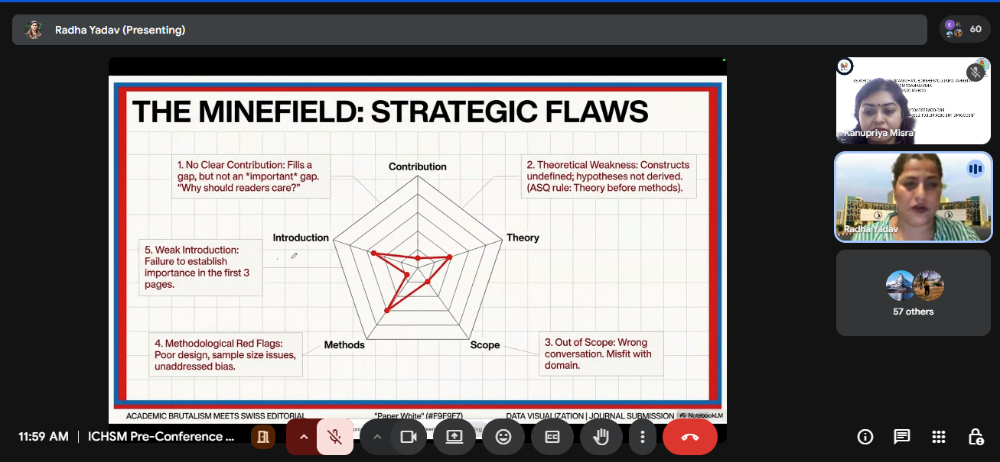 Radha Yadav (Presenting)
60
THE MINEFIELD: STRATEGIC FLAWS
1. No Clear Contribution: Fills a
gap, but not an *important* gap.
"Why should readers care?"
Contribution
2. Theoretical Weakness: Constructs
undefined; hypotheses not derived.
(ASQ rule: Theory before methods).
Introduction
Theory
5. Weak Introduction:
Failure to establish
importance in the first 3
pages.
4. Methodological Red Flags:
Poor design, sample size issues,
unaddressed bias.
Methods
Scope
3. Out of Scope: Wrong
conversation. Misfit with
domain.
ACADEMIC BRUTALISM MEETS SWISS EDITORIAL
"Paper White" (#F9F9F7)
DATA VISUALIZATION | JOURNAL SUBMISSION
NotebookLM
Kanupriya Misra
Radha Yadav
57 others
11:59 AM | ICHSM Pre-Conference ...
CC